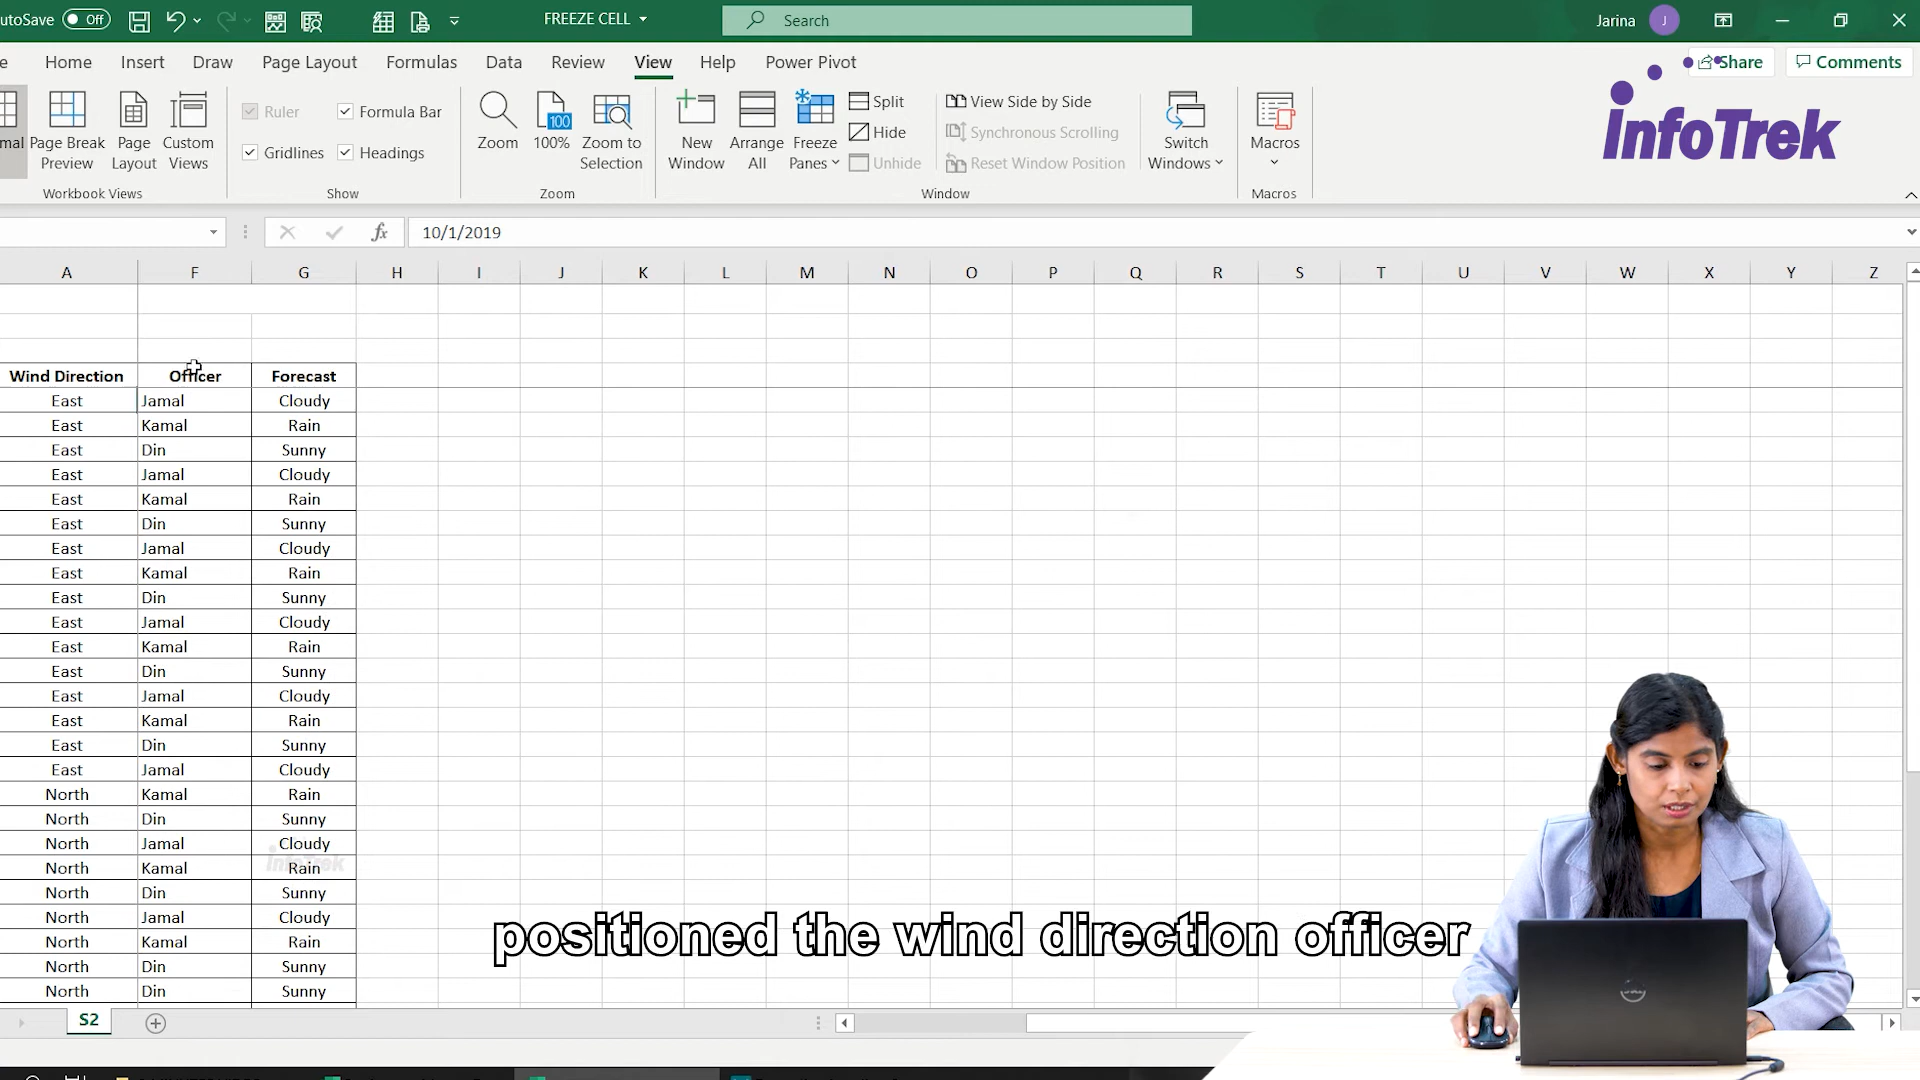 utoSave Off FREEZE CELL Search Jarina J
e Home Insert Draw Page Layout Formulas Data Review View Help Power Pivot Share Comments
mal Page Break Preview Page Layout Custom Views
Workbook Views
Ruler Formula Bar
Gridlines Headings
Show
Zoom 100% Zoom to Selection
100
Zoom
New Window Arrange All Freeze Panes
Split
Hide
Unhide
View Side by Side
Synchronous Scrolling
Reset Window Position
Window
Switch Windows
Macros
Macros
infoTrek
fx 10/1/2019
A F G H I J K L M N O P Q R S T U V W X Y Z
Wind Direction Officer Forecast
East Jamal Cloudy
East Kamal Rain
East Din Sunny
East Jamal Cloudy
East Kamal Rain
East Din Sunny
East Jamal Cloudy
East Kamal Rain
East Din Sunny
East Jamal Cloudy
East Kamal Rain
East Din Sunny
East Jamal Cloudy
East Kamal Rain
East Din Sunny
East Jamal Cloudy
North Kamal Rain
North Din Sunny
North Jamal Cloudy
infoTrek
North Kamal Rain
North Din Sunny
North Jamal Cloudy
North Kamal Rain
North Din Sunny
North Din Sunny
positioned the wind direction officer
DELL
S2